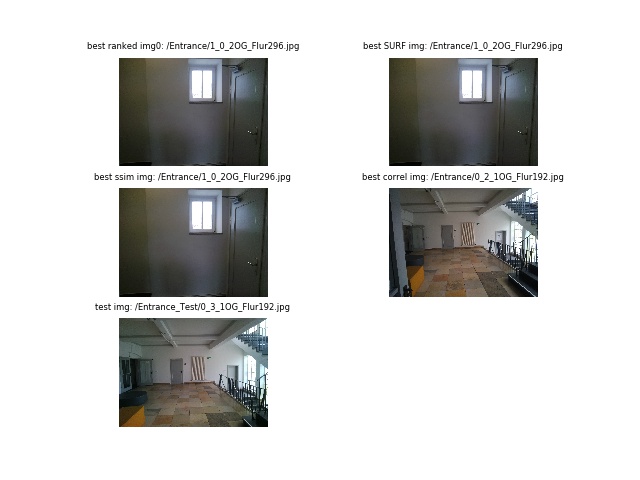 best ranked img0: /Entrance/1_0_2OG_Flur296.jpg
best SURF img: /Entrance/1_0_2OG_Flur296.jpg
best ssim img: /Entrance/1_0_2OG_Flur296.jpg
best correl img: /Entrance/0_2_1OG_Flur192.jpg
test img: /Entrance_Test/0_3_1OG_Flur192.jpg